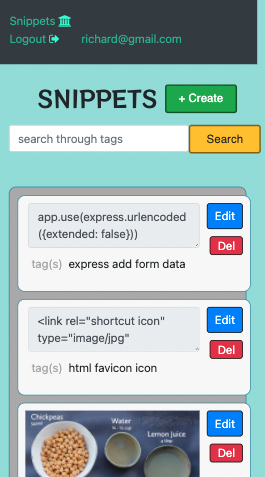 Snippets
Logout richard@gmail.com
SNIPPETS + Create
search through tags Search
app.use(express.urlencoded
({extended: false}))
Edit
Del
tag(s) express add form data
<link rel="shortcut icon"
type="image/jpg"
Edit
Del
tag(s) html favicon icon
Chickpeas
Water
Lemon Juice
Edit
Del